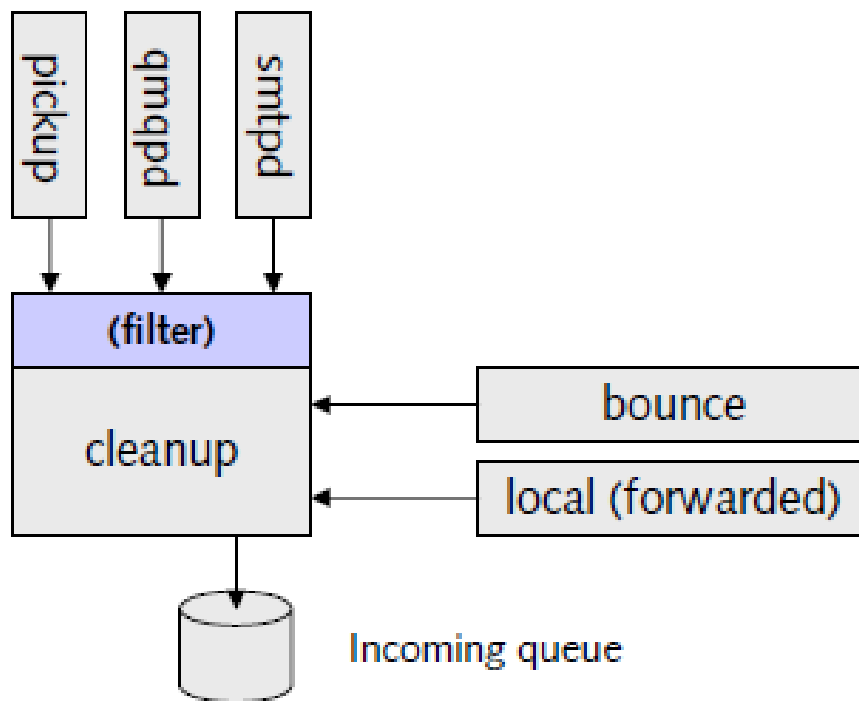 pickup
qmqpd
smtpd
(filter)
cleanup
bounce
local (forwarded)
Incoming queue